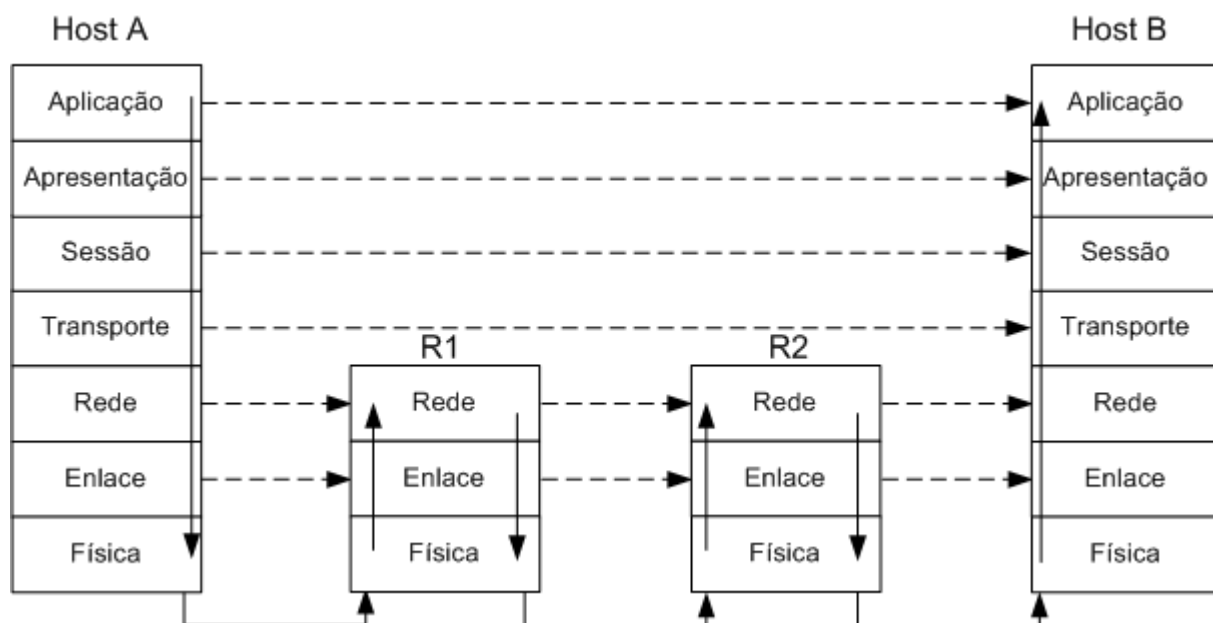 Host A
Host B
Aplicação
Aplicação
Apresentação
Apresentação
Sessão
Sessão
Transporte
Transporte
R1
R2
Rede
Rede
Rede
Rede
Enlace
Enlace
Enlace
Enlace
Física
Física
Física
Física